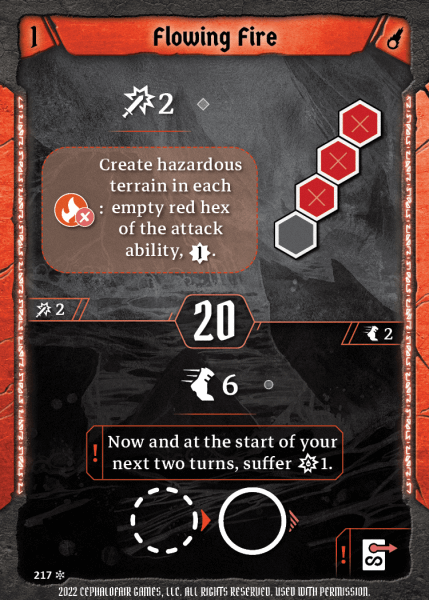 1
Flowing Fire
2
Create hazardous
terrain in each
: empty red hex
of the attack
ability, 1.
2
20
2
6
! Now and at the start of your
next two turns, suffer 1.
!
217
2022 CEPHALOFAIR GAMES, LLC. ALL RIGHTS RESERVED. USED WITH PERMISSION.